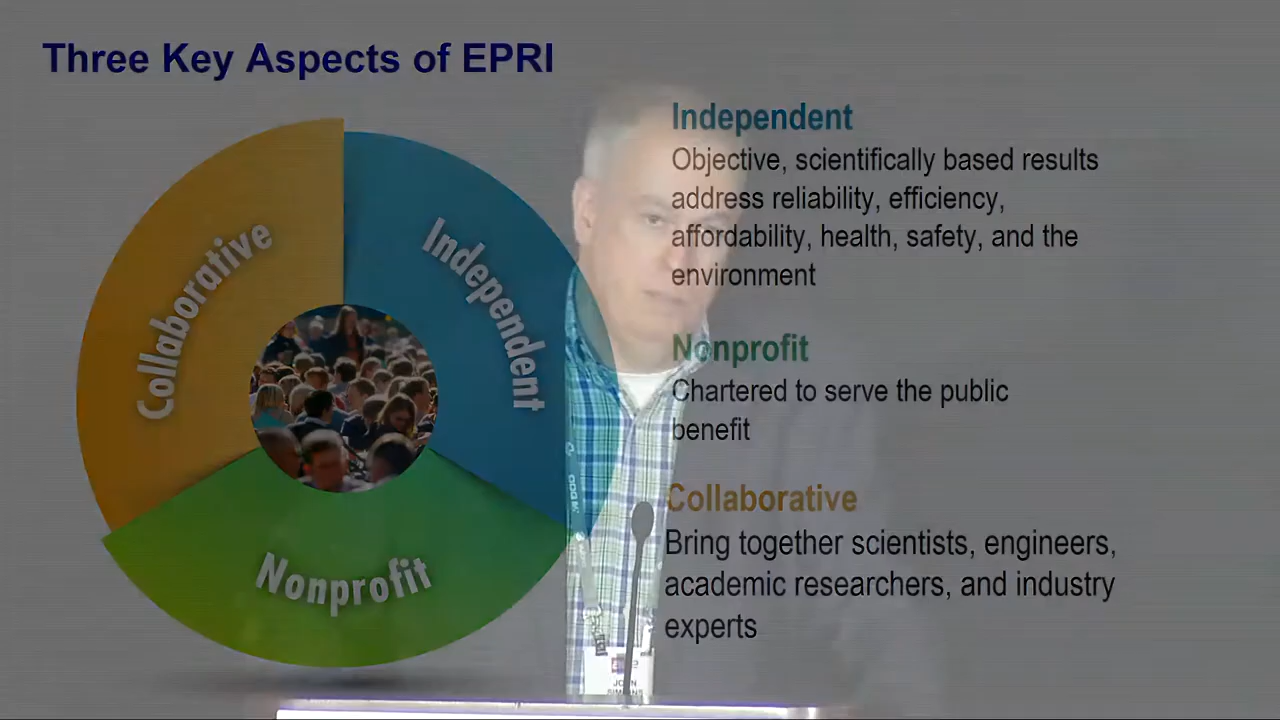 Three Key Aspects of EPRI
Collaborative
Independent
Nonprofit
Independent
Objective, scientifically based results
address reliability, efficiency,
affordability, health, safety, and the
environment
Nonprofit
Chartered to serve the public
benefit
Collaborative
Bring together scientists, engineers,
academic researchers, and industry
experts